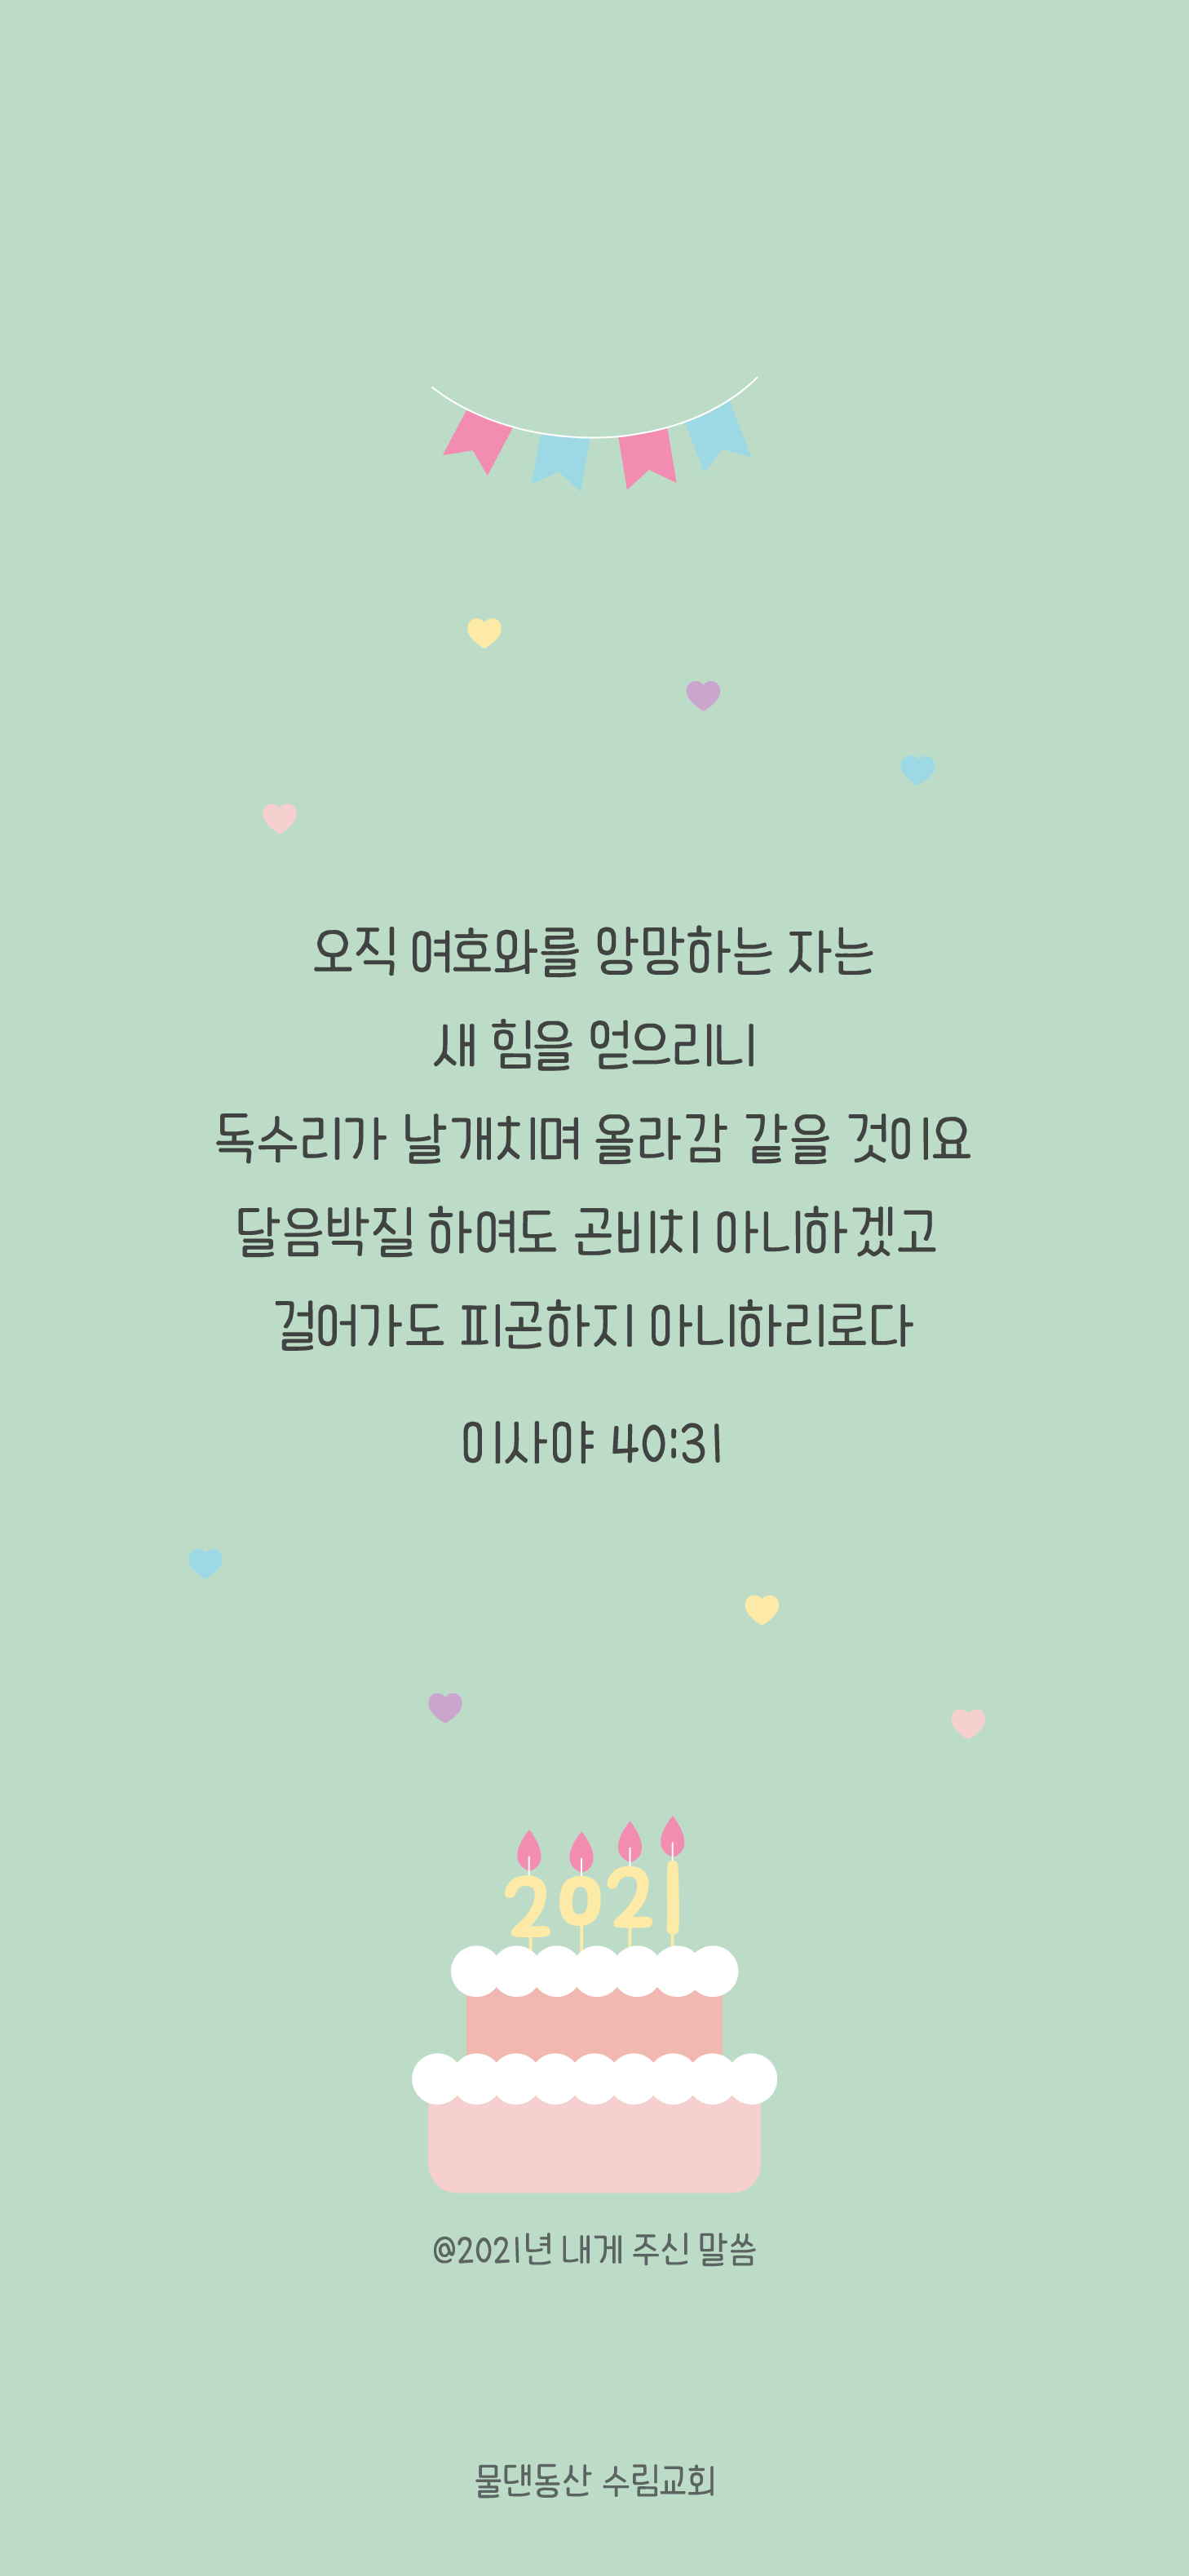 오직 여호와를 앙망하는 자는
새 힘을 얻으리니
독수리가 날개치며 올라감 같을 것이요
달음박질 하여도 곤비치 아니하겠고
걸어가도 피곤하지 아니하리로다
이사야 40:31
2021
@2021년 내게 주신 말씀
물댄동산 수림교회